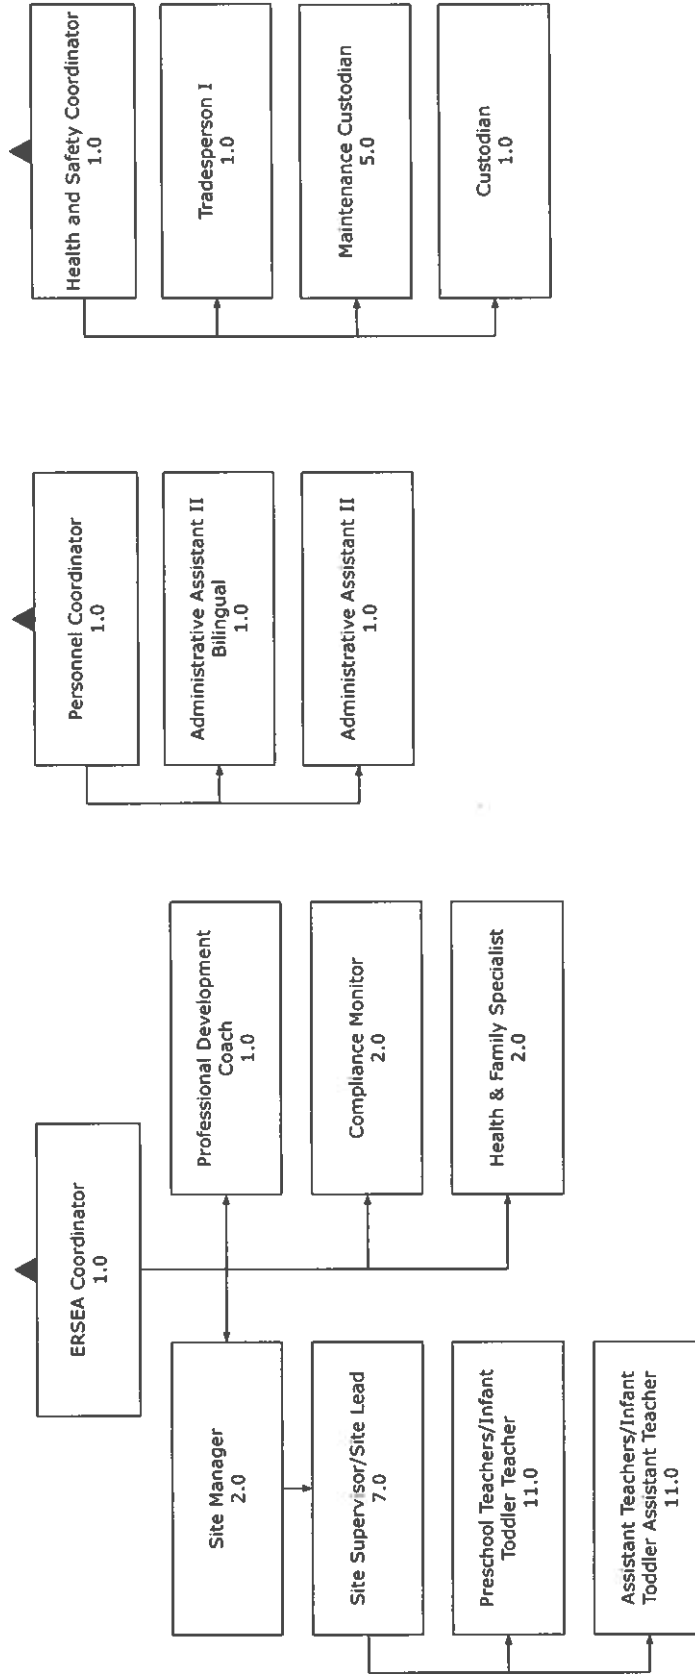 ERSEA Coordinator
1.0
Site Manager
2.0
Professional Development
Coach
1.0
Site Supervisor/Site Lead
7.0
Compliance Monitor
2.0
Preschool Teachers/Infant
Toddler Teacher
11.0
Health & Family Specialist
2.0
Assistant Teachers/Infant
Toddler Assistant Teacher
11.0
Personnel Coordinator
1.0
Administrative Assistant II
Bilingual
1.0
Administrative Assistant II
1.0
Health and Safety Coordinator
1.0
Tradesperson I
1.0
Maintenance Custodian
5.0
Custodian
1.0